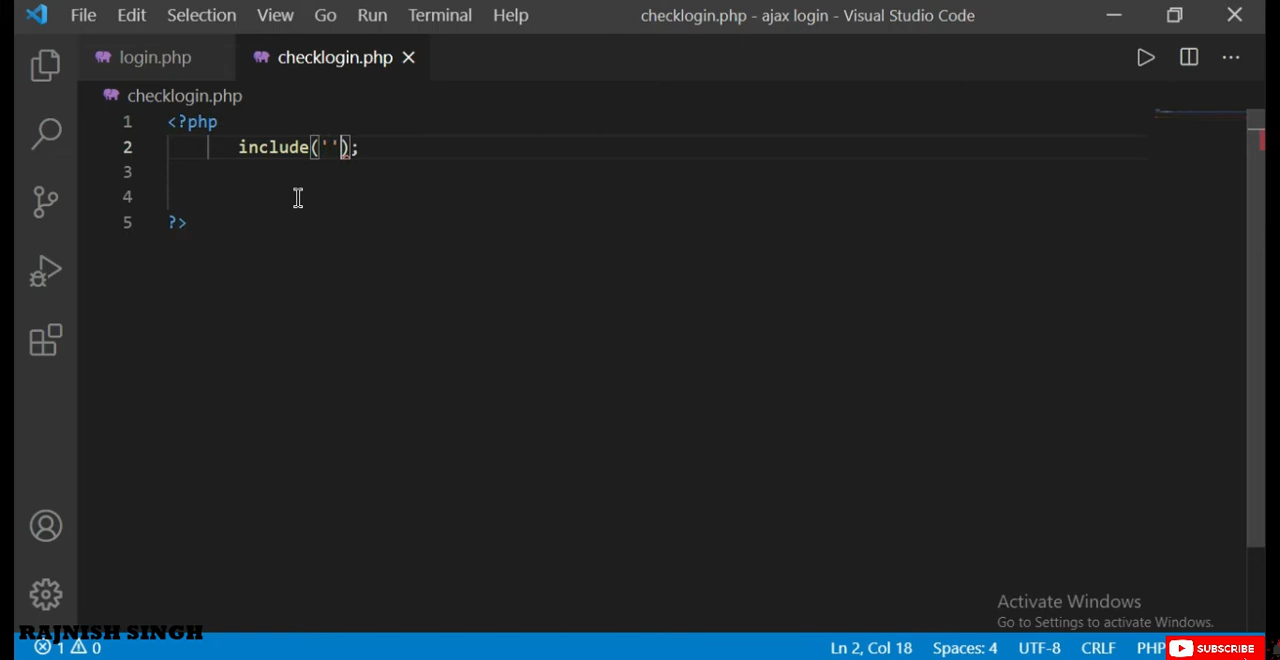 File Edit Selection View Go Run Terminal Help checklogin.php - ajax login - Visual Studio Code
login.php checklogin.php
checklogin.php
1 <?php
2 include('');
3
4
5 ?>
Activate Windows
Go to Settings to activate Windows.
RAJNISH SINGH
1 0 Ln 2, Col 18 Spaces: 4 UTF-8 CRLF PHP SUBSCRIBE